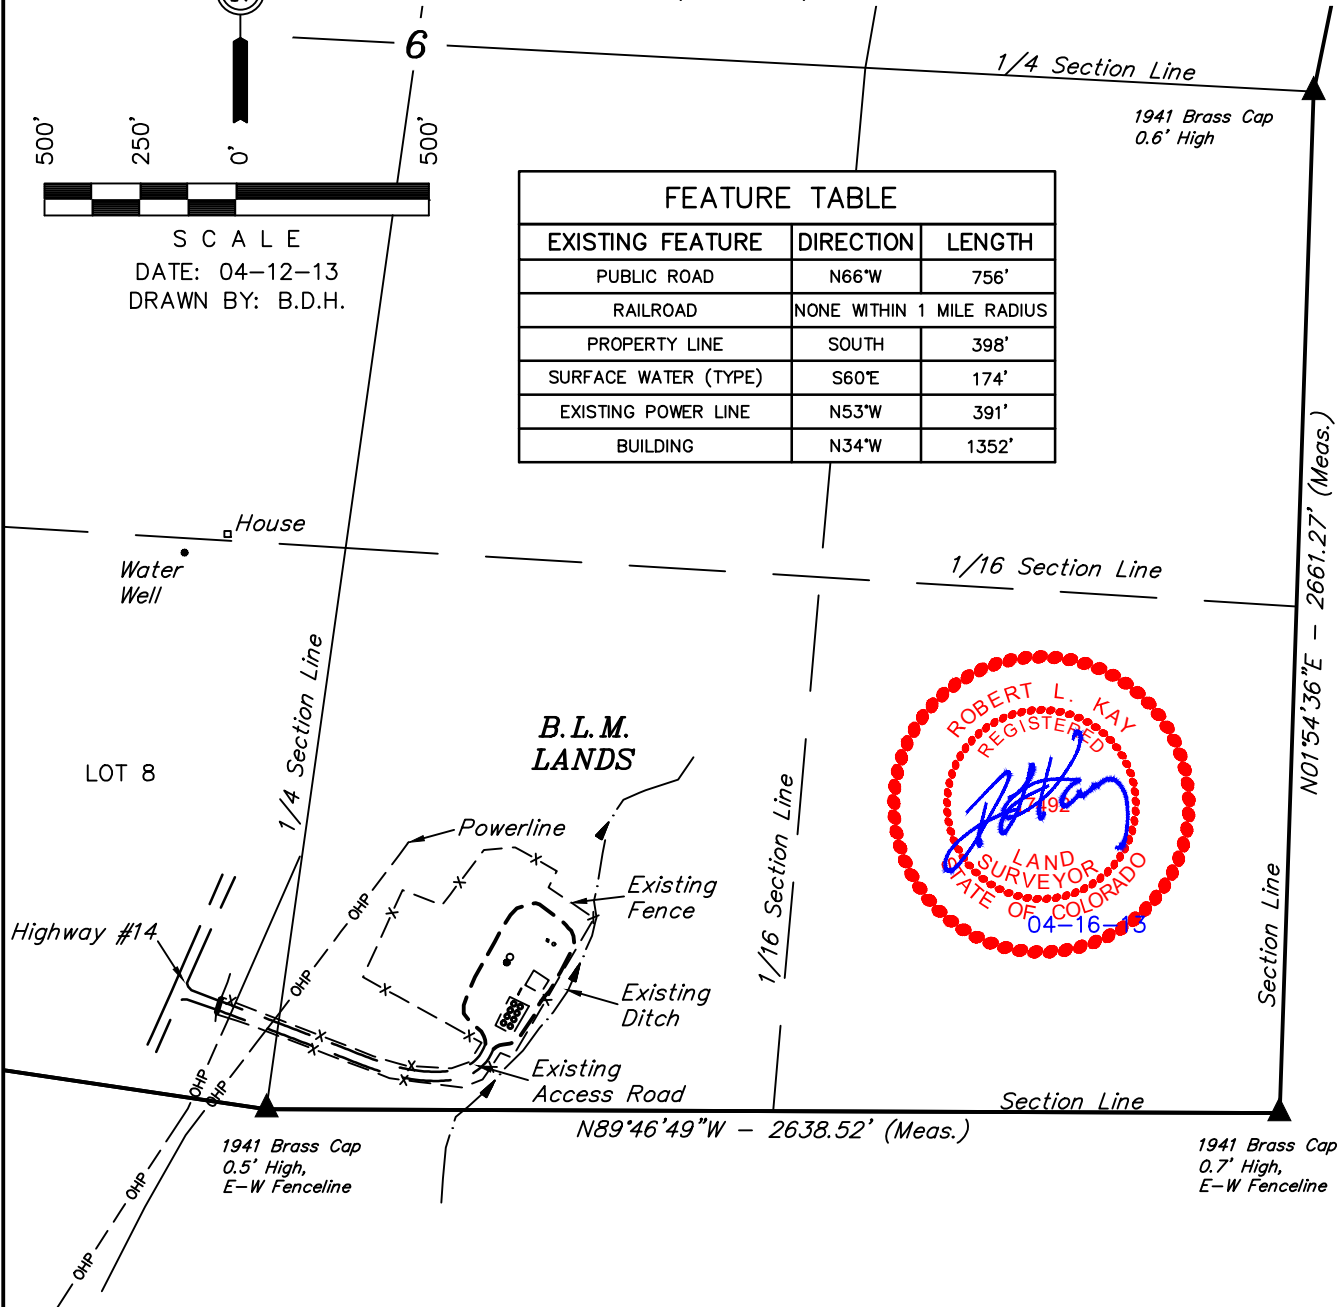 6
1/4 Section Line
1941 Brass Cap
0.6' High
500'
250'
0'
500'
SCALE
DATE: 04-12-13
DRAWN BY: B.D.H.
FEATURE TABLE
EXISTING FEATURE DIRECTION LENGTH
PUBLIC ROAD N66°W 756'
RAILROAD NONE WITHIN 1 MILE RADIUS
PROPERTY LINE SOUTH 398'
SURFACE WATER (TYPE) S60°E 174'
EXISTING POWER LINE N53°W 391'
BUILDING N34°W 1352'
N01°54'36"E - 2661.27' (Meas.)
House
Water
Well
1/16 Section Line
1/4 Section Line
B.L.M.
LANDS
LOT 8
ROBERT L. KAY
REGISTERED
7492
LAND
SURVEYOR
STATE OF COLORADO
04-16-13
1/16 Section Line
Section Line
Powerline
OHP
Existing
Fence
Highway #14
OHP
Existing
Ditch
Existing
Access Road
OHP
OHP
Section Line
N89°46'49"W - 2638.52' (Meas.)
1941 Brass Cap
0.5' High,
E-W Fenceline
1941 Brass Cap
0.7' High,
E-W Fenceline
OHP
OHP